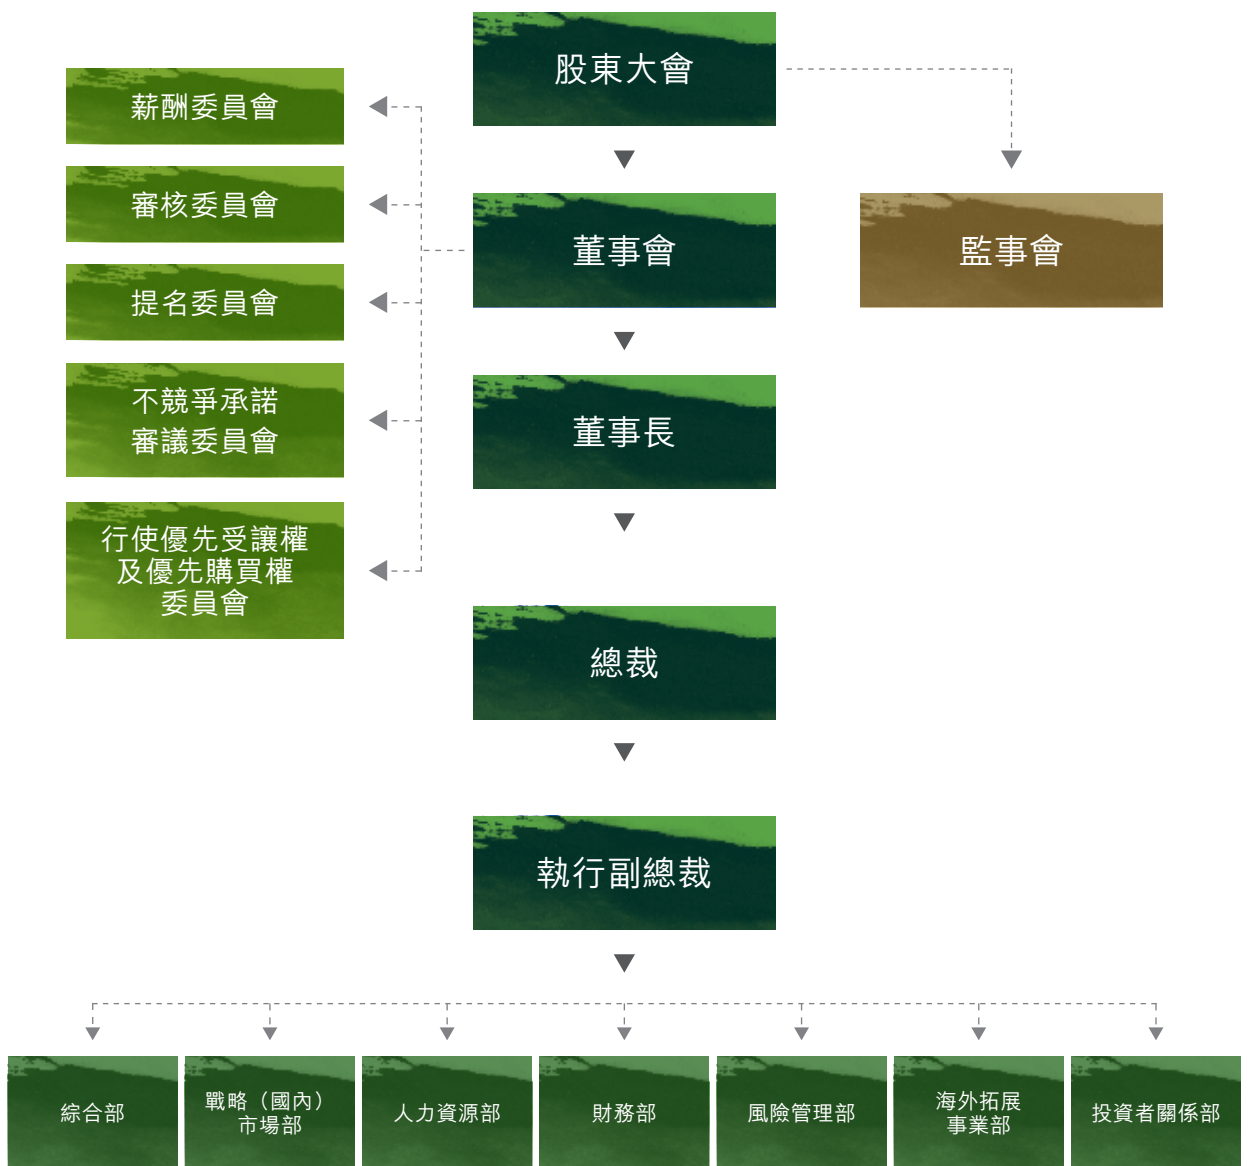 股東大會
薪酬委員會
審核委員會
提名委員會
不競爭承諾
審議委員會
行使優先受讓權
及優先購買權
委員會
董事會
監事會
董事長
總裁
執行副總裁
綜合部
戰略（國內）
市場部
人力資源部
財務部
風險管理部
海外拓展
事業部
投資者關係部